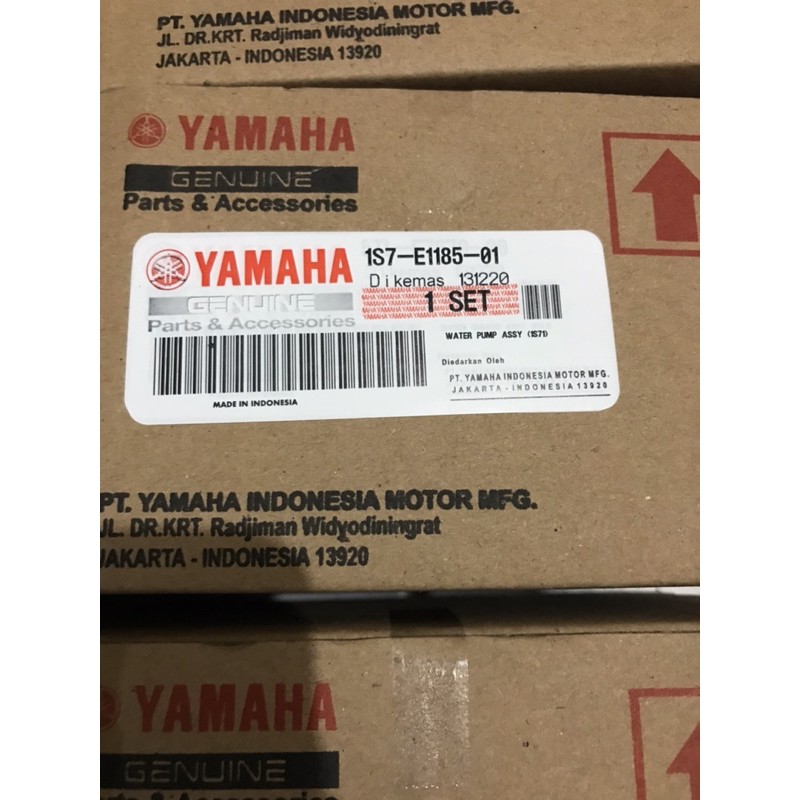 PT. YAMAHA INDONESIA MOTOR MFG.
JL. DR.KRT. Radjiman Widyodiningrat
JAKARTA - INDONESIA 13920
YAMAHA
GENUINE
Parts & Accessories
YAMAHA
GENUINE
Parts & Accessories
MADE IN INDONESIA
1S7-E1185-01
Dikemas 131220
1 SET
WATER PUMP ASSY (1S71)
Diedarkan Oleh
PT. YAMAHA INDONESIA MOTOR MFG.
JAKARTA - INDONESIA 13920
PT. YAMAHA INDONESIA MOTOR MFG.
JL. DR.KRT. Radjiman Widyodiningrat
JAKARTA - INDONESIA 13920
YAMAHA
GENUINE
Parts & Accessories